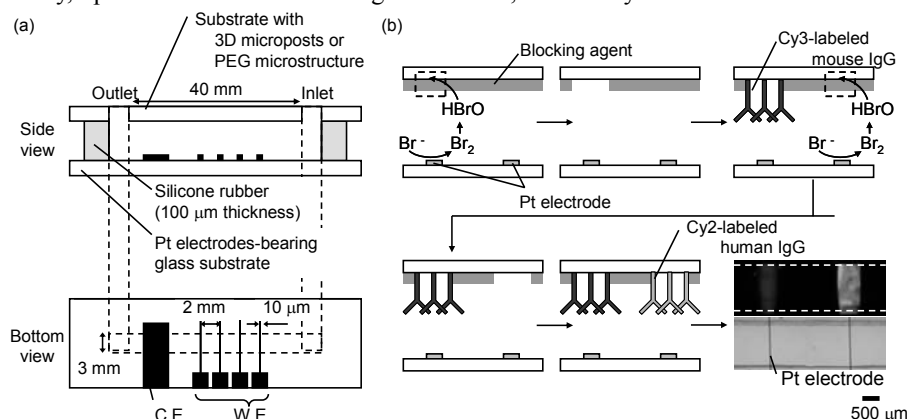 (a)
Substrate with
3D microposts or
PEG microstructure
Outlet
40 mm
Inlet
Side
view
Silicone rubber
(100 μm thickness)
Pt electrodes-bearing
glass substrate
2 mm
10 μm
Bottom
view
3 mm
C.E.
W.E.
(b)
Blocking agent
Cy3-labeled
mouse IgG
HBrO
HBrO
Br⁻
Br₂
Br⁻
Br₂
Pt electrode
Cy2-labeled
human IgG
Pt electrode
500 μm